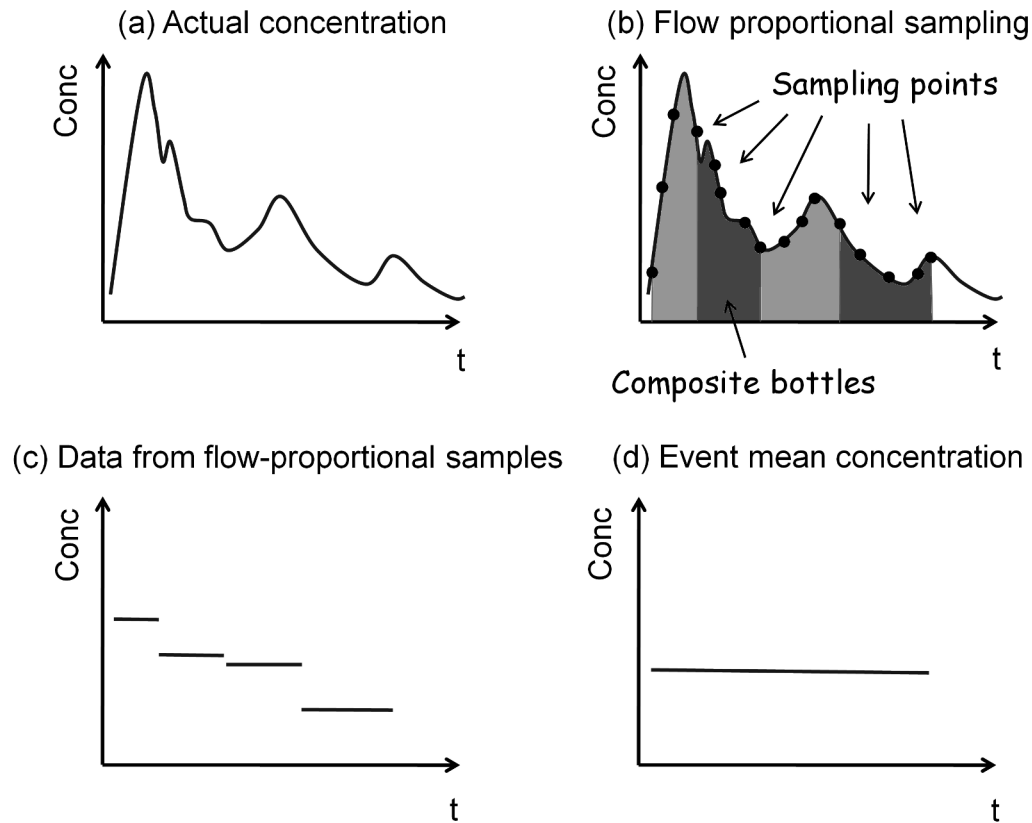 (a) Actual concentration
Conc
t
(b) Flow proportional sampling
Conc
Sampling points
t
Composite bottles
(c) Data from flow-proportional samples
Conc
t
(d) Event mean concentration
Conc
t